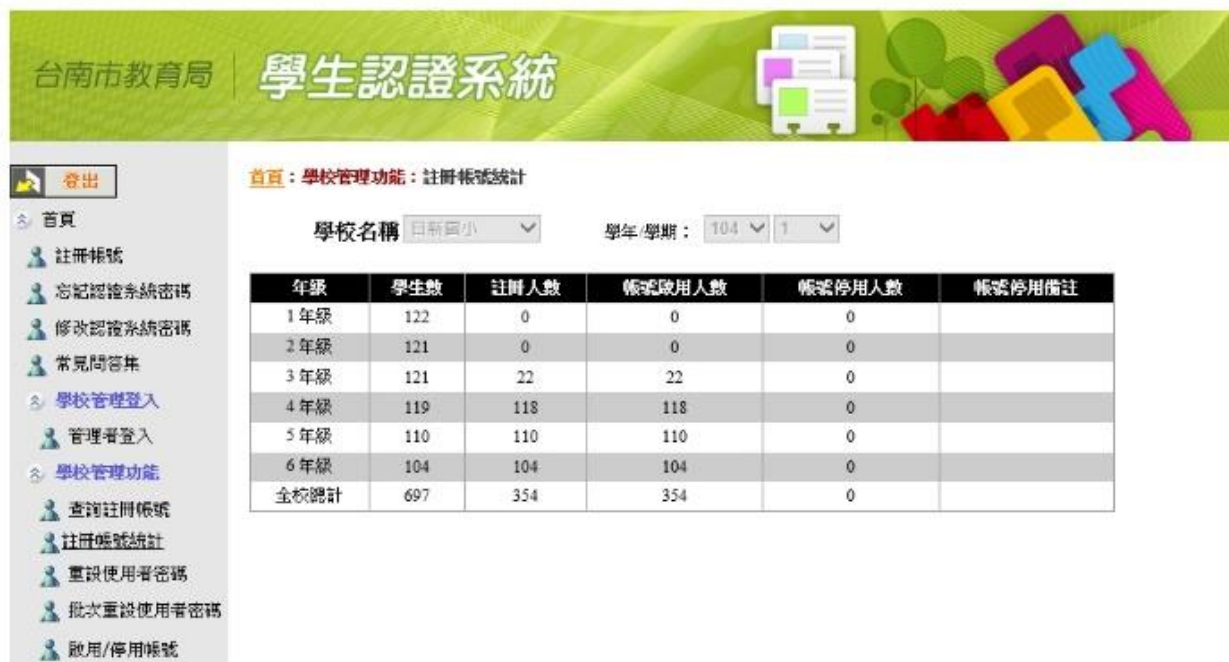 台南市教育局 學生認證系統
登出
首頁
註冊帳號
忘記認證系統密碼
修改認證系統密碼
常見問答集
學校管理登入
管理者登入
學校管理功能
查詢註冊帳號
註冊帳號統計
重設使用者密碼
批次重設使用者密碼
啟用/停用帳號
首頁：學校管理功能：註冊帳號統計
學校名稱 日新國小 學年/學期： 104 1
年級 學生數 註冊人數 帳號啟用人數 帳號停用人數 帳號停用備註
1 年級 122 0 0 0
2 年級 121 0 0 0
3 年級 121 22 22 0
4 年級 119 118 118 0
5 年級 110 110 110 0
6 年級 104 104 104 0
全校總計 697 354 354 0